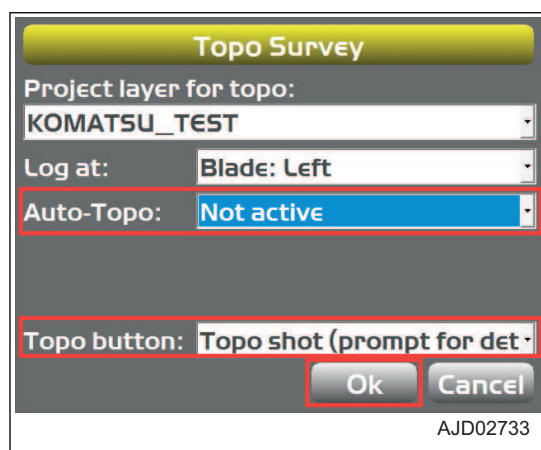 Topo Survey
Project layer for topo:
KOMATSU_TEST
Log at: Blade: Left
Auto-Topo: Not active
Topo button: Topo shot (prompt for det
Ok Cancel
AJD02733